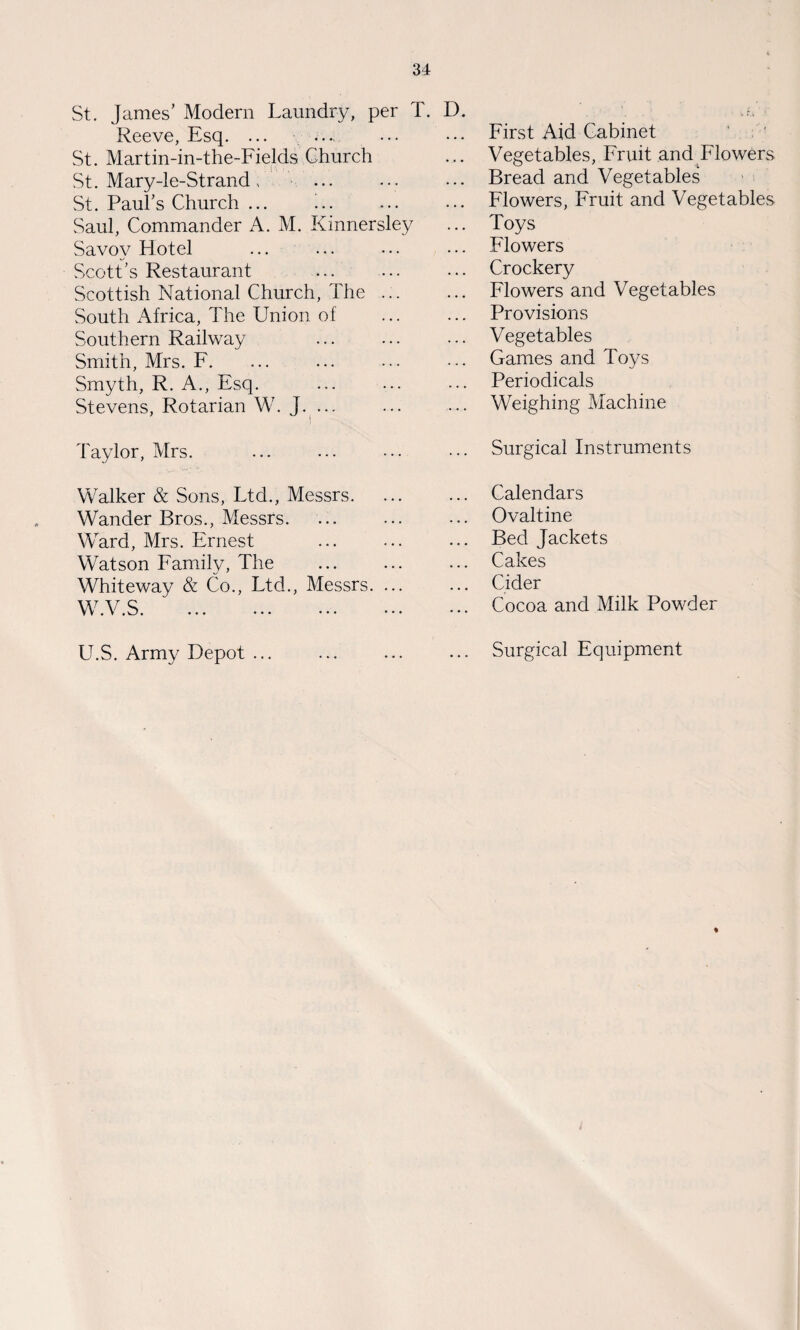 34
St. James' Modern Laundry, per T. D.
Reeve, Esq. ... ... ... ... First Aid Cabinet
St. Martin-in-the-Fields Church ... Vegetables, Fruit and Flowers
St. Mary-le-Strand ... ... ... Bread and Vegetables
St. Paul's Church ... ... ... ... Flowers, Fruit and Vegetables
Saul, Commander A. M. Kinnersley ... Toys
Savoy Hotel ... ... ... ... Flowers
Scott's Restaurant ... ... ... Crockery
Scottish National Church, The ... ... Flowers and Vegetables
South Africa, The Union of ... ... Provisions
Southern Railway ... ... ... Vegetables
Smith, Mrs. F. ... ... ... ... Games and Toys
Smyth, R. A., Esq. ... ... ... Periodicals
Stevens, Rotarian W. J. ... ... ... Weighing Machine
Taylor, Mrs. ... ... ... ... Surgical Instruments
Walker & Sons, Ltd., Messrs. ... ... Calendars
Wander Bros., Messrs. ... ... ... Ovaltine
Ward, Mrs. Ernest ... ... ... Bed Jackets
Watson Family, The ... ... ... Cakes
Whiteway & Co., Ltd., Messrs. ... ... Cider
W.V.S. ... ... ... ... ... Cocoa and Milk Powder
U.S. Army Depot ... ... ... ... Surgical Equipment